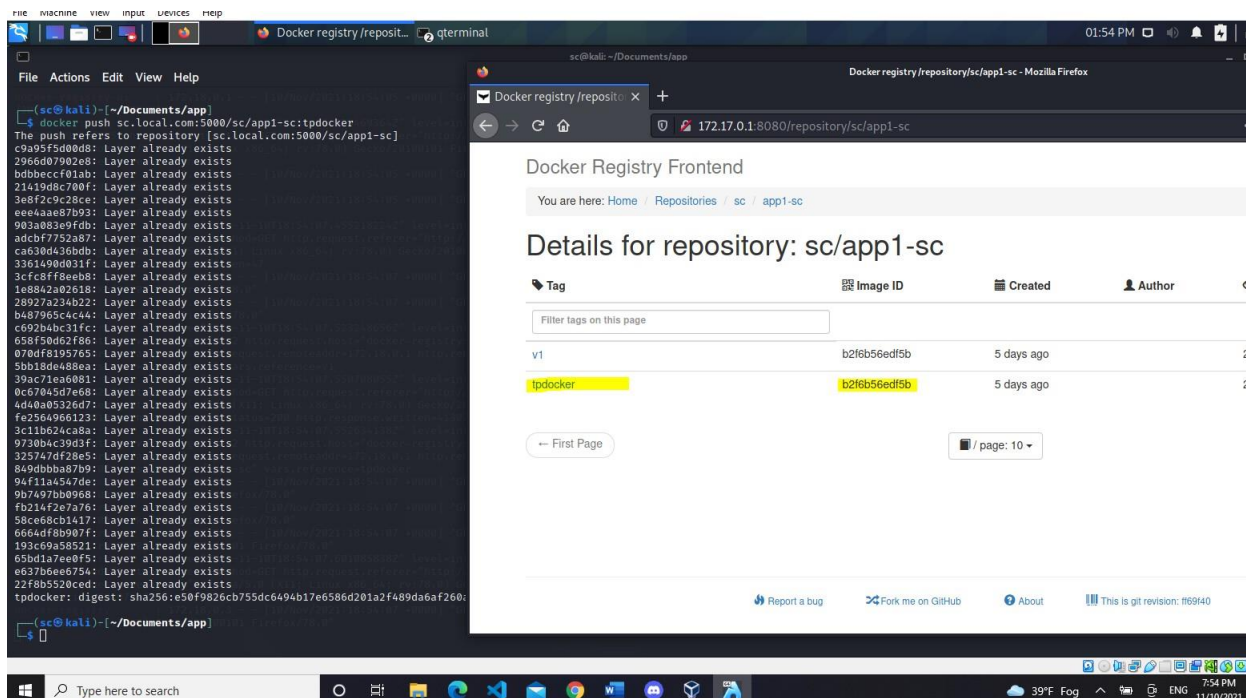 File Machine View Input Devices Help
Docker registry /reposit... qterminal 01:54 PM
sc@kali: ~/Documents/app
File Actions Edit View Help
(sc㉿kali)-[~/Documents/app]
$ docker push sc.local.com:5000/sc/app1-sc:tpdocker
The push refers to repository [sc.local.com:5000/sc/app1-sc]
c9a95f5d00d8: Layer already exists
2966d07902e8: Layer already exists
bdbbeccf01ab: Layer already exists
21419d8c700f: Layer already exists
3e8f2c9c28ce: Layer already exists
eee4aae87b93: Layer already exists
903a083e9fdb: Layer already exists
adcbf7752a87: Layer already exists
ca630d436bdb: Layer already exists
3361490d031f: Layer already exists
3cfc8ff8eeb8: Layer already exists
1e8842a02618: Layer already exists
28927a234b22: Layer already exists
b487965c4c44: Layer already exists
c692b4bc31fc: Layer already exists
658f50d62f86: Layer already exists
070df8195765: Layer already exists
5bb18de488ea: Layer already exists
39ac71ea6081: Layer already exists
0c67045d7e68: Layer already exists
4d40a05326d7: Layer already exists
fe2564966123: Layer already exists
3c11b624ca8a: Layer already exists
9730b4c39d3f: Layer already exists
325747df28e5: Layer already exists
849dbbba87b9: Layer already exists
94f11a4547de: Layer already exists
9b7497bb0968: Layer already exists
fb214f2e7a76: Layer already exists
58ce68cb1417: Layer already exists
6664df8b907f: Layer already exists
193c69a58521: Layer already exists
65bd1a7ee0f5: Layer already exists
e637b6ee6754: Layer already exists
22f8b5520ced: Layer already exists
tpdocker: digest: sha256:e50f9826cb755dc6494b17e6586d201a2f489da6af260
(sc㉿kali)-[~/Documents/app]
$
Docker registry /repository/sc/app1-sc - Mozilla Firefox
Docker registry /reposito
172.17.0.1:8080/repository/sc/app1-sc
Docker Registry Frontend
You are here: Home / Repositories / sc / app1-sc
Details for repository: sc/app1-sc
Tag Image ID Created Author
Filter tags on this page
v1 b2f6b56edf5b 5 days ago 2
tpdocker b2f6b56edf5b 5 days ago 2
← First Page / page: 10
Report a bug Fork me on GitHub About This is git revision: ff69f40
Type here to search 39°F Fog ENG 7:54 PM
11/10/2021